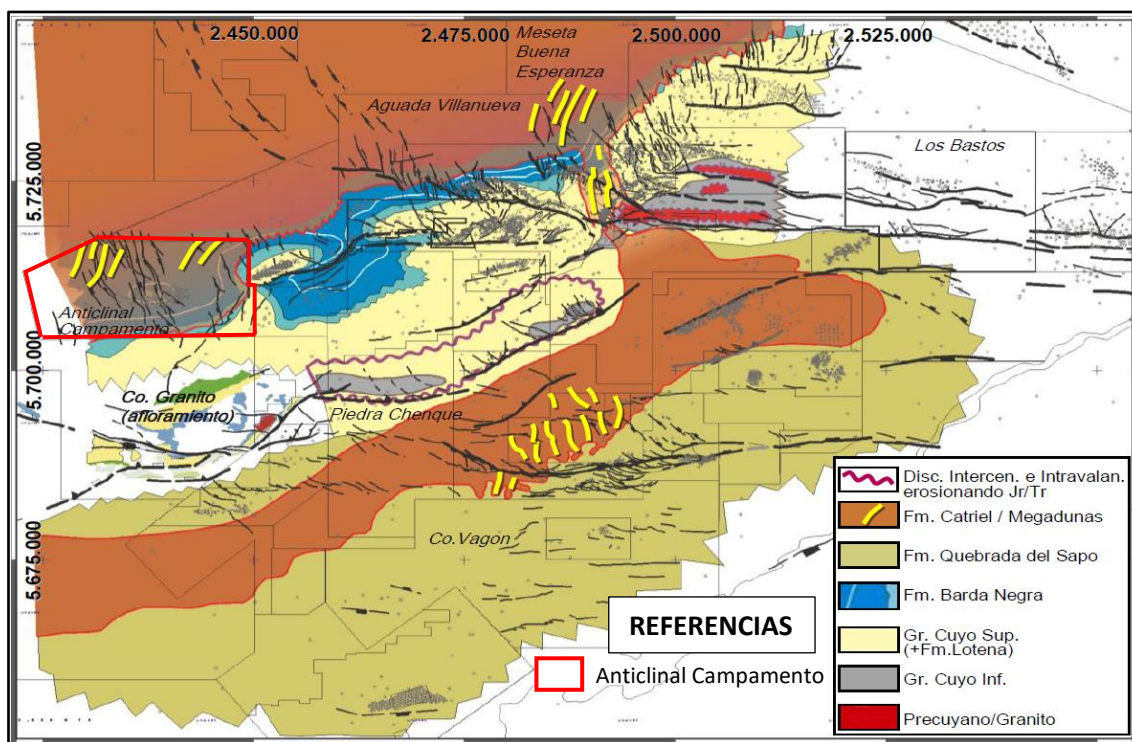 2.450.000
2.475.000
2.500.000
2.525.000
Meseta
Buena
Esperanza
Aguada Villanueva
Los Bastos
5.725.000
Anticlinal
Campamento
5.700.000
Co. Granito
(afloramiento)
Piedra Chenque
Co.Vagon
5.675.000
REFERENCIAS
Anticlinal Campamento
Disc. Intercen. e Intravalan.
erosionando Jr/Tr
Fm. Catriel / Megadunas
Fm. Quebrada del Sapo
Fm. Barda Negra
Gr. Cuyo Sup.
(+Fm.Lotena)
Gr. Cuyo Inf.
Precuyano/Granito